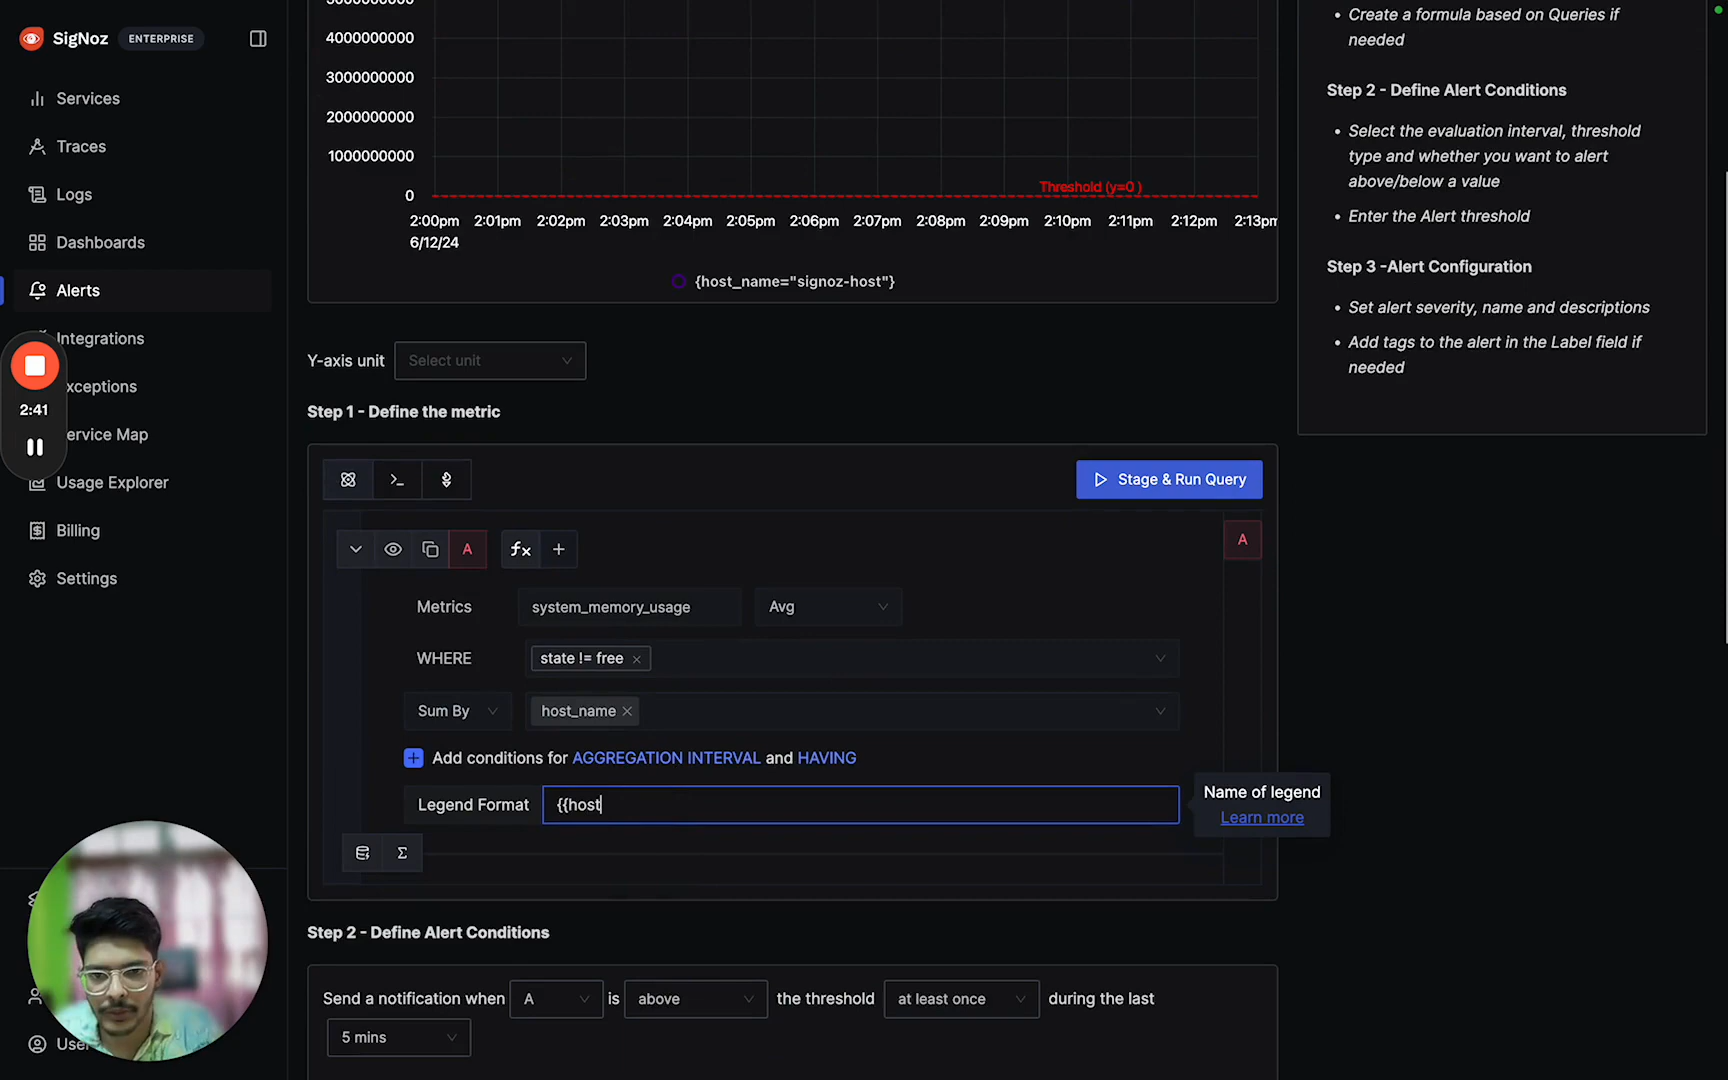 SigNoz ENTERPRISE
Services
Traces
Logs
Dashboards
Alerts
Integrations
xceptions
ervice Map
Usage Explorer
Billing
Settings
2:41
4000000000
3000000000
2000000000
1000000000
0
Threshold (y=0 )
2:00pm 2:01pm 2:02pm 2:03pm 2:04pm 2:05pm 2:06pm 2:07pm 2:08pm 2:09pm 2:10pm 2:11pm 2:12pm 2:13pm
6/12/24
{host_name="signoz-host"}
Y-axis unit Select unit
Step 1 - Define the metric
Stage & Run Query
A fx A
Metrics system_memory_usage Avg
WHERE state != free
Sum By host_name
Add conditions for AGGREGATION INTERVAL and HAVING
Legend Format {{host
Name of legend
Learn more
Step 2 - Define Alert Conditions
Send a notification when A is above the threshold at least once during the last
5 mins
• Create a formula based on Queries if
needed
Step 2 - Define Alert Conditions
• Select the evaluation interval, threshold
type and whether you want to alert
above/below a value
• Enter the Alert threshold
Step 3 -Alert Configuration
• Set alert severity, name and descriptions
• Add tags to the alert in the Label field if
needed